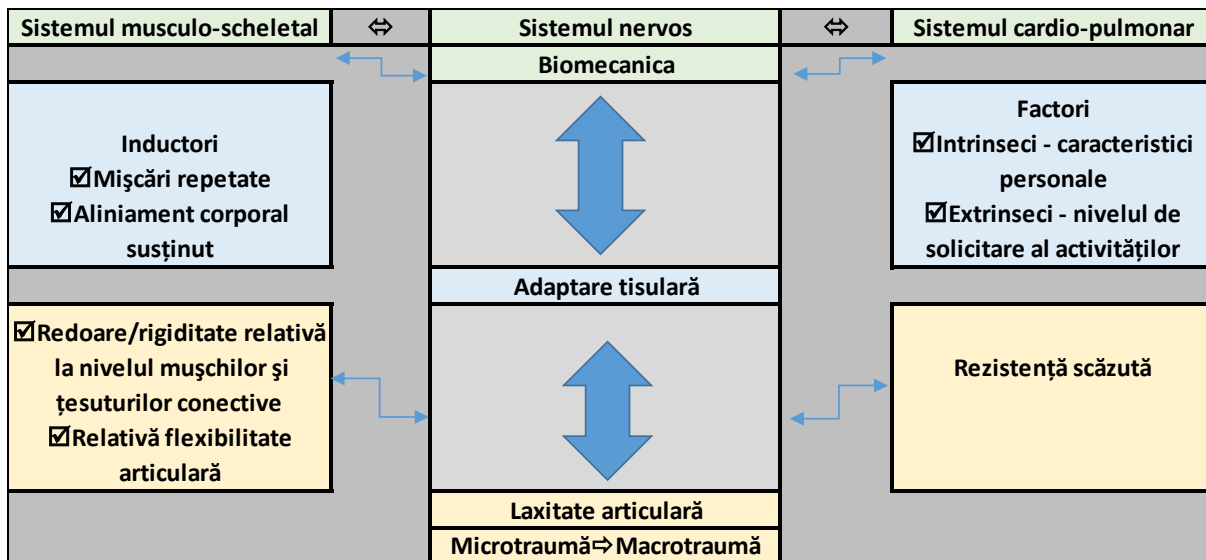 Sistemul musculo-scheletal ⬄ Sistemul nervos ⬄ Sistemul cardio-pulmonar
Biomecanica
Inductori
☑Mişcări repetate
☑Aliniament corporal
susținut
Factori
☑Intrinseci - caracteristici
personale
☑Extrinseci - nivelul de
solicitare al activităților
Adaptare tisulară
☑Redoare/rigiditate relativă
la nivelul muşchilor şi
țesuturilor conective
☑Relativă flexibilitate
articulară
Rezistență scăzută
Laxitate articulară
Microtraumă⇨Macrotraumă